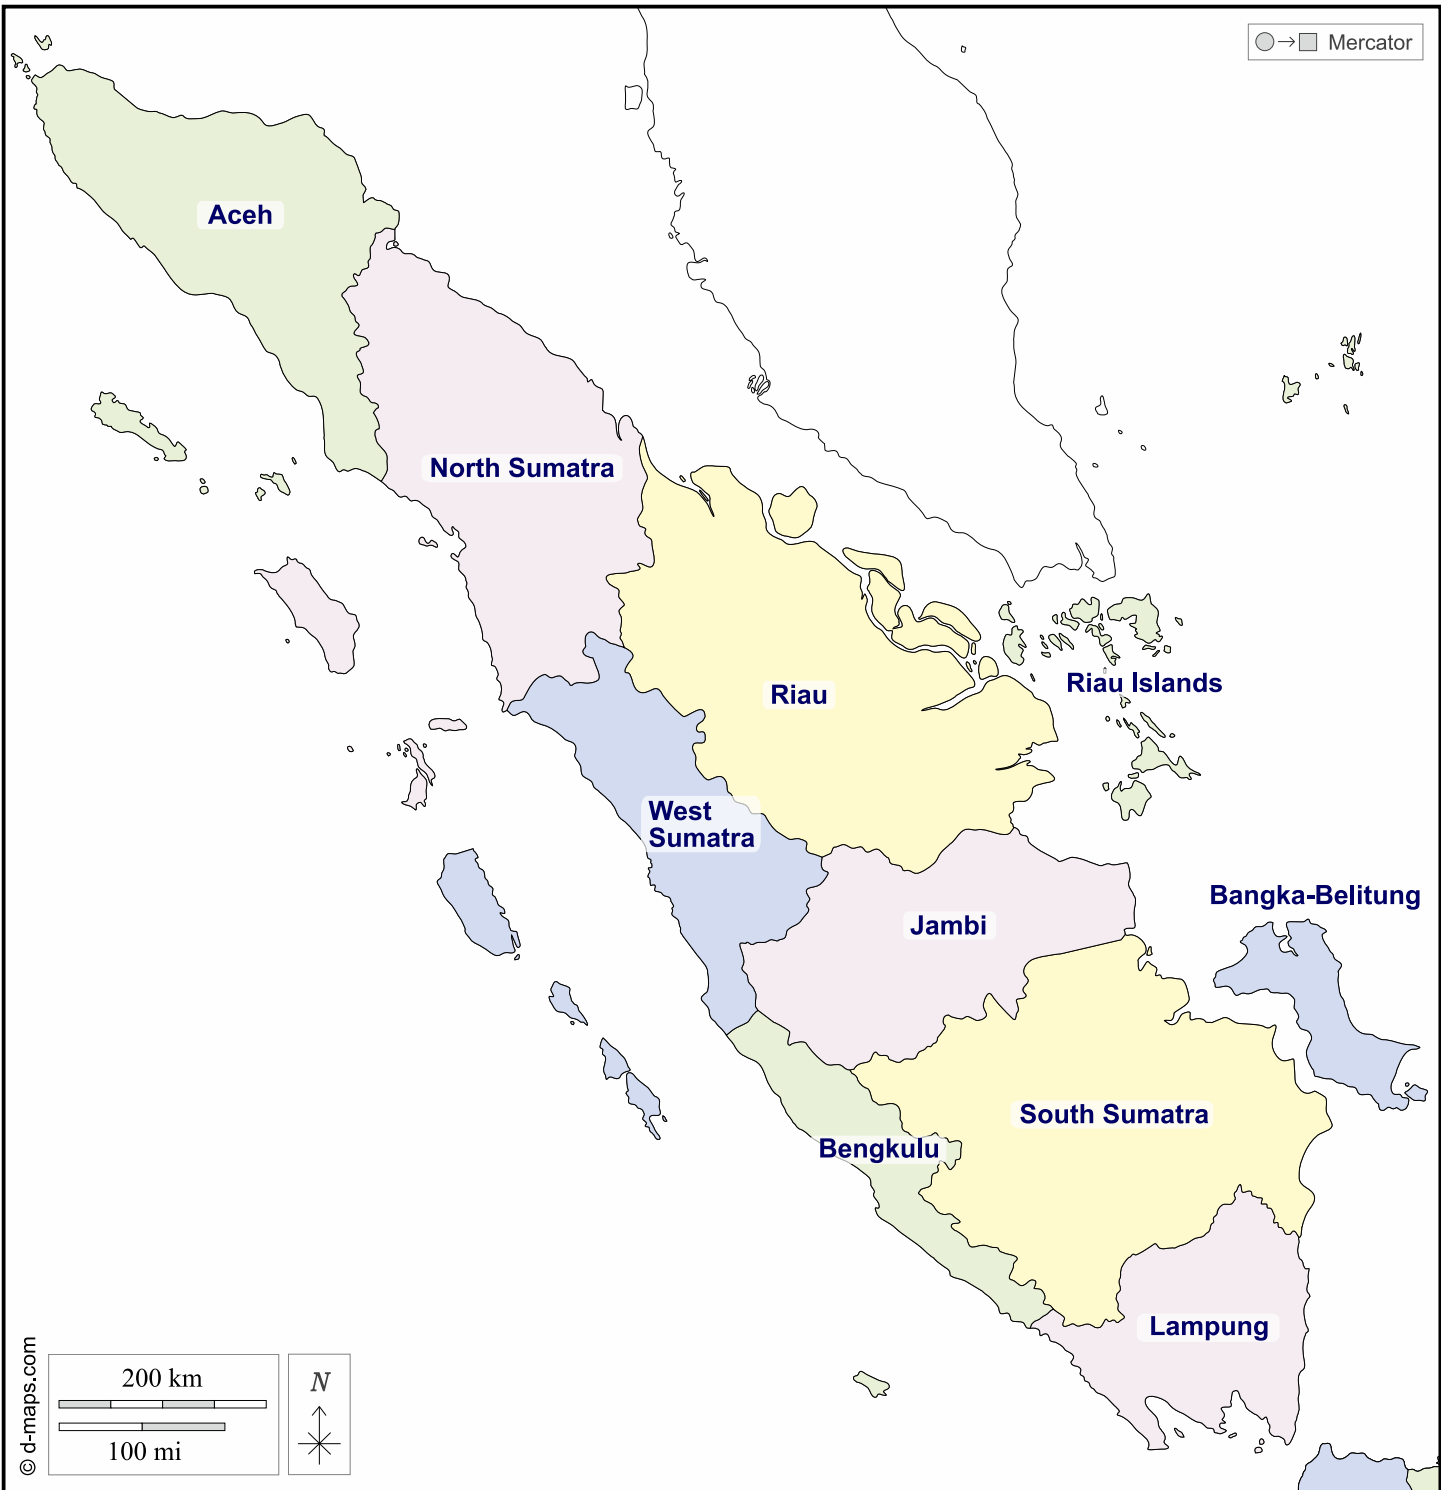 Mercator
Aceh
North Sumatra
Riau Islands
Riau
West
Sumatra
Bangka-Belitung
Jambi
South Sumatra
Bengkulu
Lampung
200 km
100 mi
N
© d-maps.com